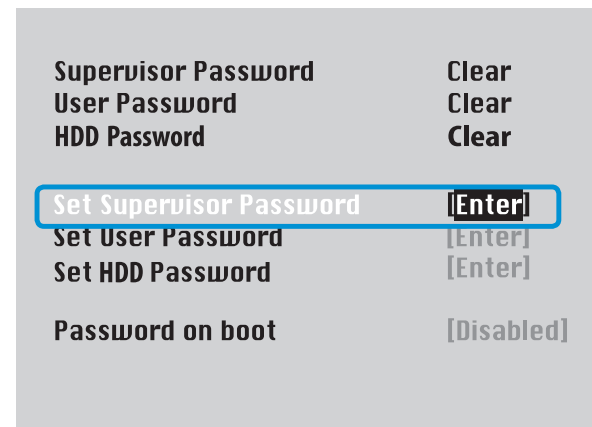 Supervisor Password Clear
User Password Clear
HDD Password Clear
Set Supervisor Password [Enter]
Set User Password [Enter]
Set HDD Password [Enter]
Password on boot [Disabled]